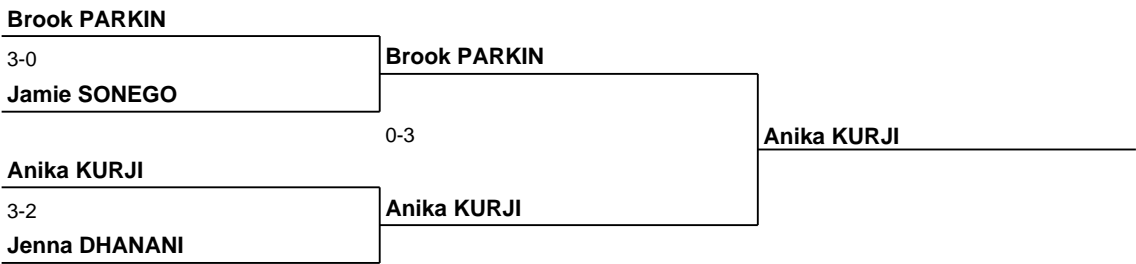 Brook PARKIN
3-0
Brook PARKIN
Jamie SONEGO
0-3
Anika KURJI
Anika KURJI
3-2
Anika KURJI
Jenna DHANANI